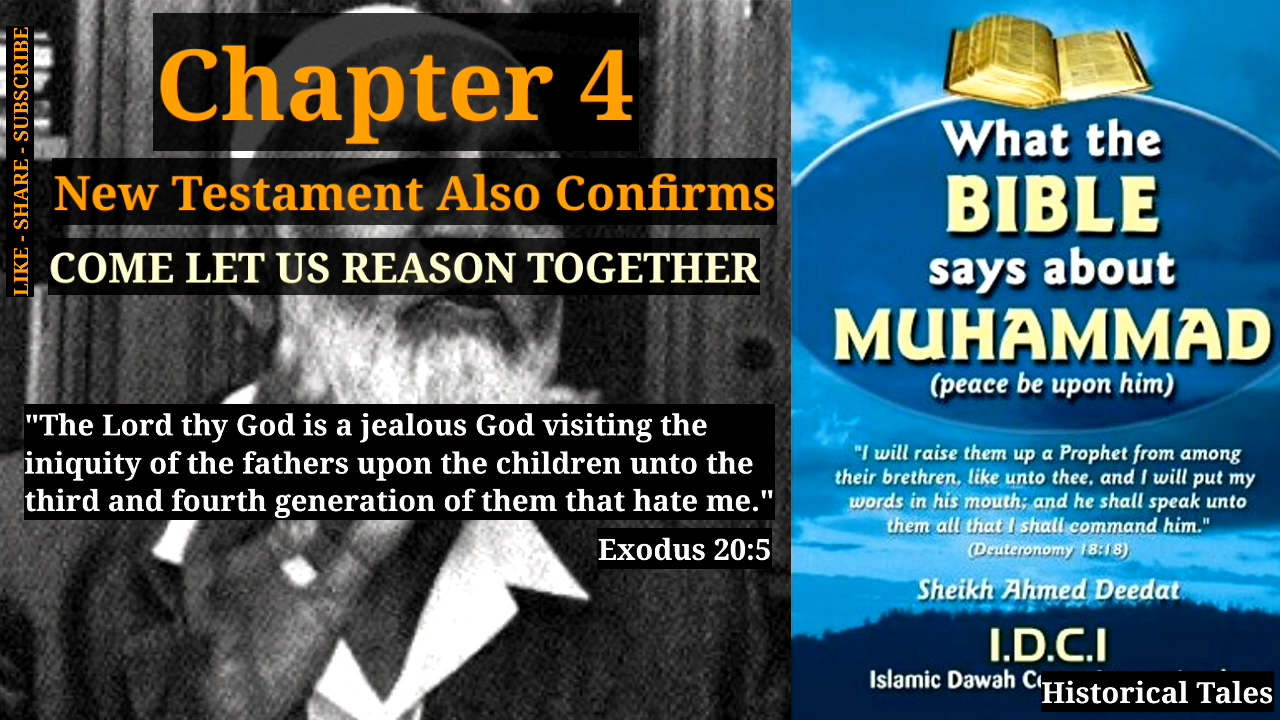 LIKE - SHARE - SUBSCRIBE
Chapter 4
New Testament Also Confirms
COME LET US REASON TOGETHER
"The Lord thy God is a jealous God visiting the
iniquity of the fathers upon the children unto the
third and fourth generation of them that hate me."
Exodus 20:5
What the
BIBLE
says about
MUHAMMAD
(peace be upon him)
"I will raise them up a Prophet from among
their brethren, like unto thee, and I will put my
words in his mouth; and he shall speak unto
them all that I shall command him."
(Deuteronomy 18:18)
Sheikh Ahmed Deedat
I.D.C.I
Islamic Dawah
Historical Tales